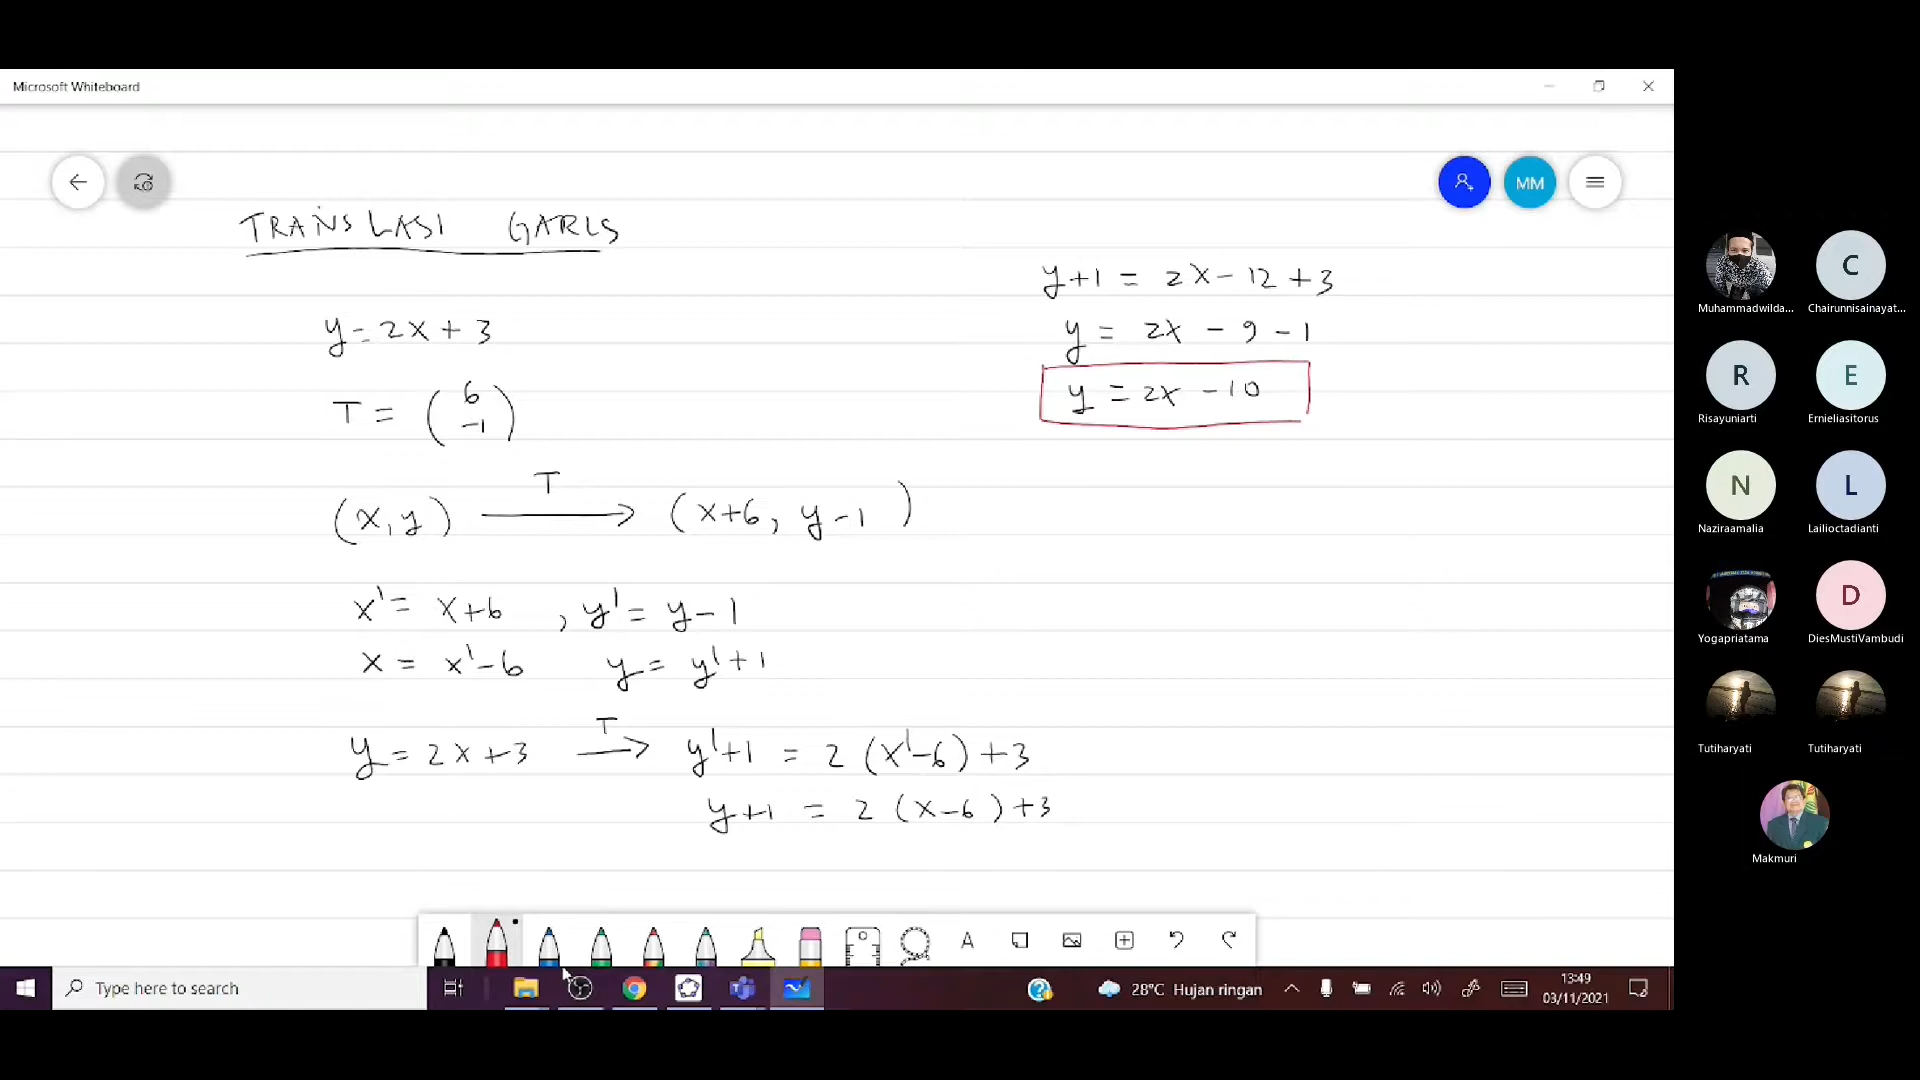 Microsoft Whiteboard
MM
TRANSLASI GARIS
y = 2x + 3
T = ( 6
-1 )
(x, y) T→ (x+6, y-1)
x' = x+6 , y' = y-1
x = x'-6 y = y'+1
y = 2x+3 T→ y'+1 = 2(x'-6)+3
y+1 = 2(x-6)+3
y+1 = 2x-12+3
y = 2x - 9 - 1
y = 2x - 10
Muhammadwilda...
C
Chairunnisainayat...
R
Risayuniarti
E
Ernieliasitorus
N
Naziraamalia
L
Lailioctadianti
Yogapriatama
D
DiesMustiVambudi
Tutiharyati
Tutiharyati
Makmuri
A
Type here to search
28°C Hujan ringan
13:49
03/11/2021